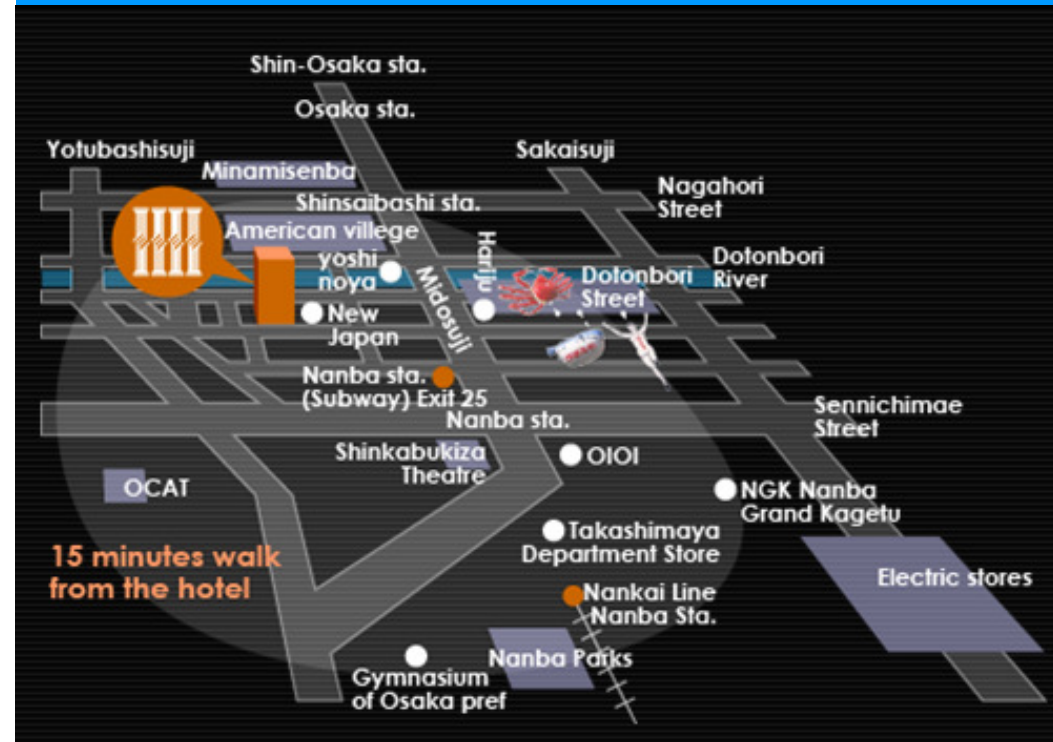 Shin-Osaka sta.
Osaka sta.
Yotubashisuji
Sakaisuji
Minamisenba
Nagahori
Street
Shinsaibashi sta.
American villege
Hariju
yoshi
noya
Midosuji
Dotonbori
Street
Dotonbori
River
New
Japan
Nanba sta.
(Subway) Exit 25
Nanba sta.
Sennichimae
Street
Shinkabukiza
Theatre
OIOI
OCAT
NGK Nanba
Grand Kagetu
Takashimaya
Department Store
15 minutes walk
from the hotel
Electric stores
Nankai Line
Nanba Sta.
Nanba Parks
Gymnasium
of Osaka pref